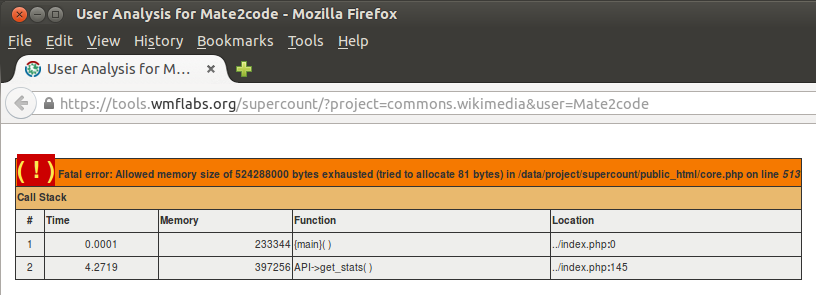 User Analysis for Mate2code - Mozilla Firefox
File Edit View History Bookmarks Tools Help
User Analysis for M...
https://tools.wmflabs.org/supercount/?project=commons.wikimedia&user=Mate2code
( ! ) Fatal error: Allowed memory size of 524288000 bytes exhausted (tried to allocate 81 bytes) in /data/project/supercount/public_html/core.php on line 513
Call Stack
# Time Memory Function Location
1 0.0001 233344 {main}( ) ../index.php:0
2 4.2719 397256 API->get_stats( ) ../index.php:145